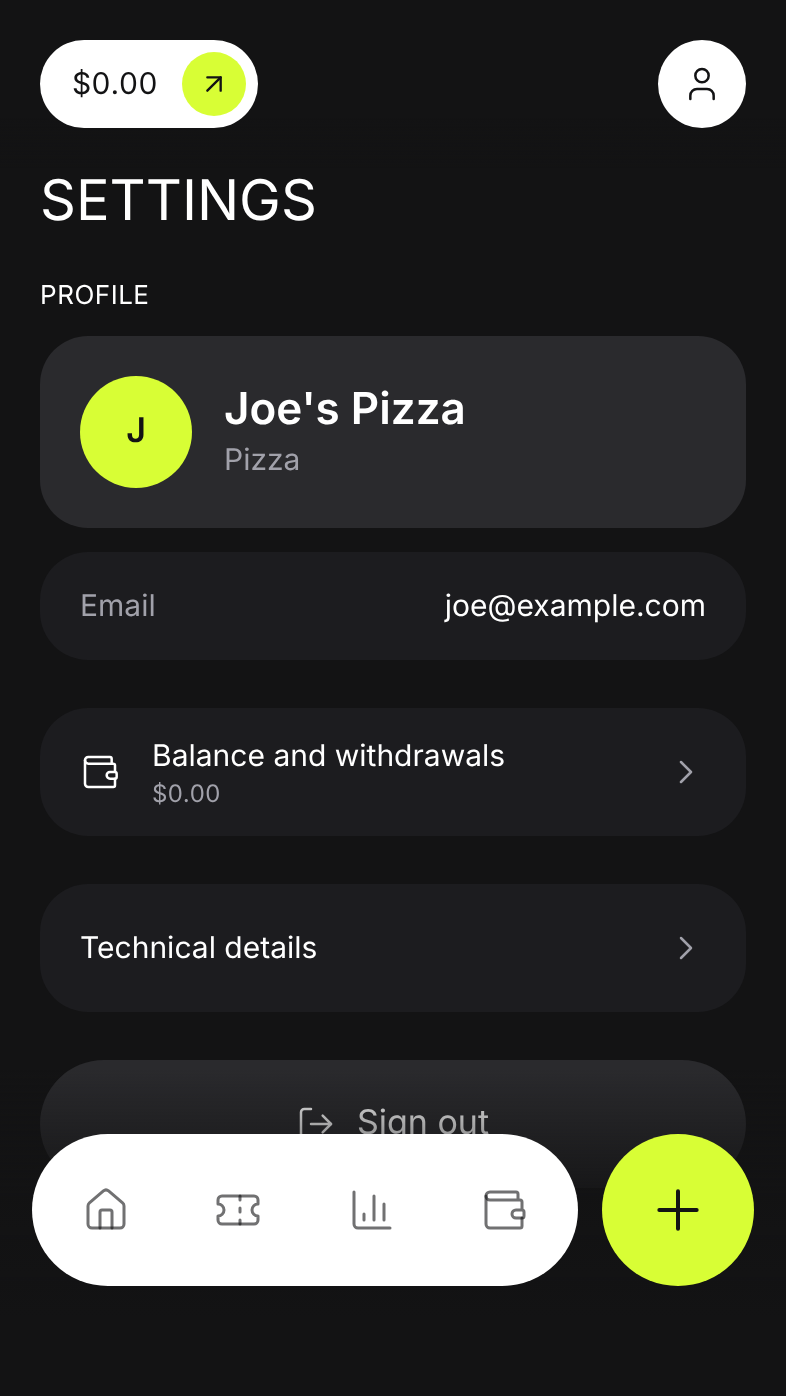 $0.00
SETTINGS
PROFILE
J
Joe's Pizza
Pizza
Email joe@example.com
Balance and withdrawals
$0.00
Technical details
Sign out